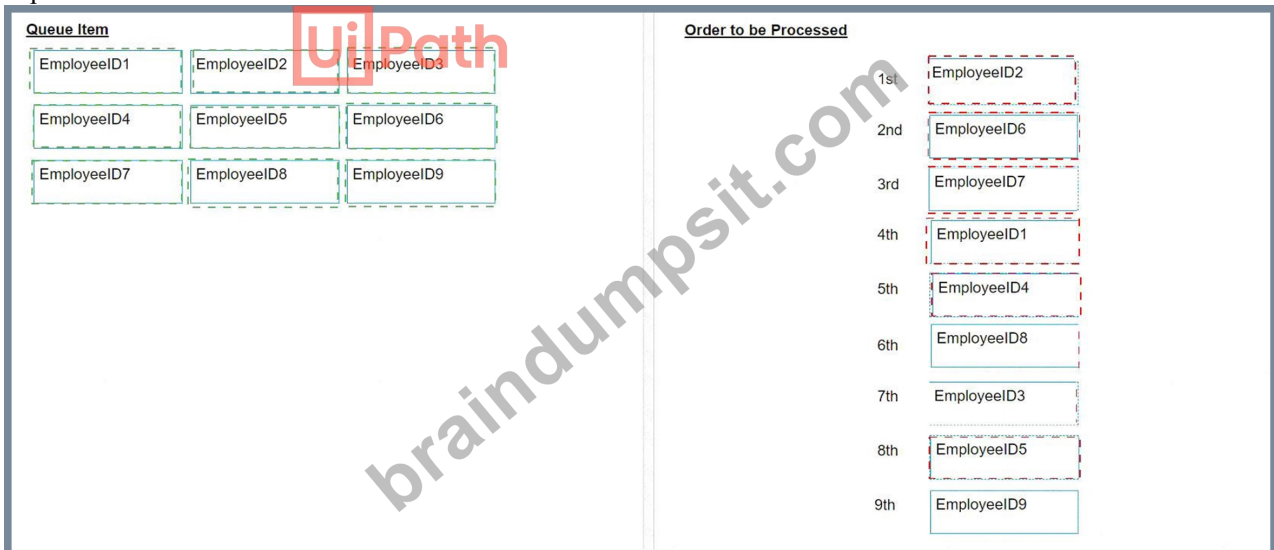 Queue Item
UiPath
EmployeeID1 EmployeeID2 EmployeeID3
EmployeeID4 EmployeeID5 EmployeeID6
EmployeeID7 EmployeeID8 EmployeeID9
Order to be Processed
1st EmployeeID2
2nd EmployeeID6
3rd EmployeeID7
4th EmployeeID1
5th EmployeeID4
6th EmployeeID8
7th EmployeeID3
8th EmployeeID5
9th EmployeeID9
braindumpsit.com